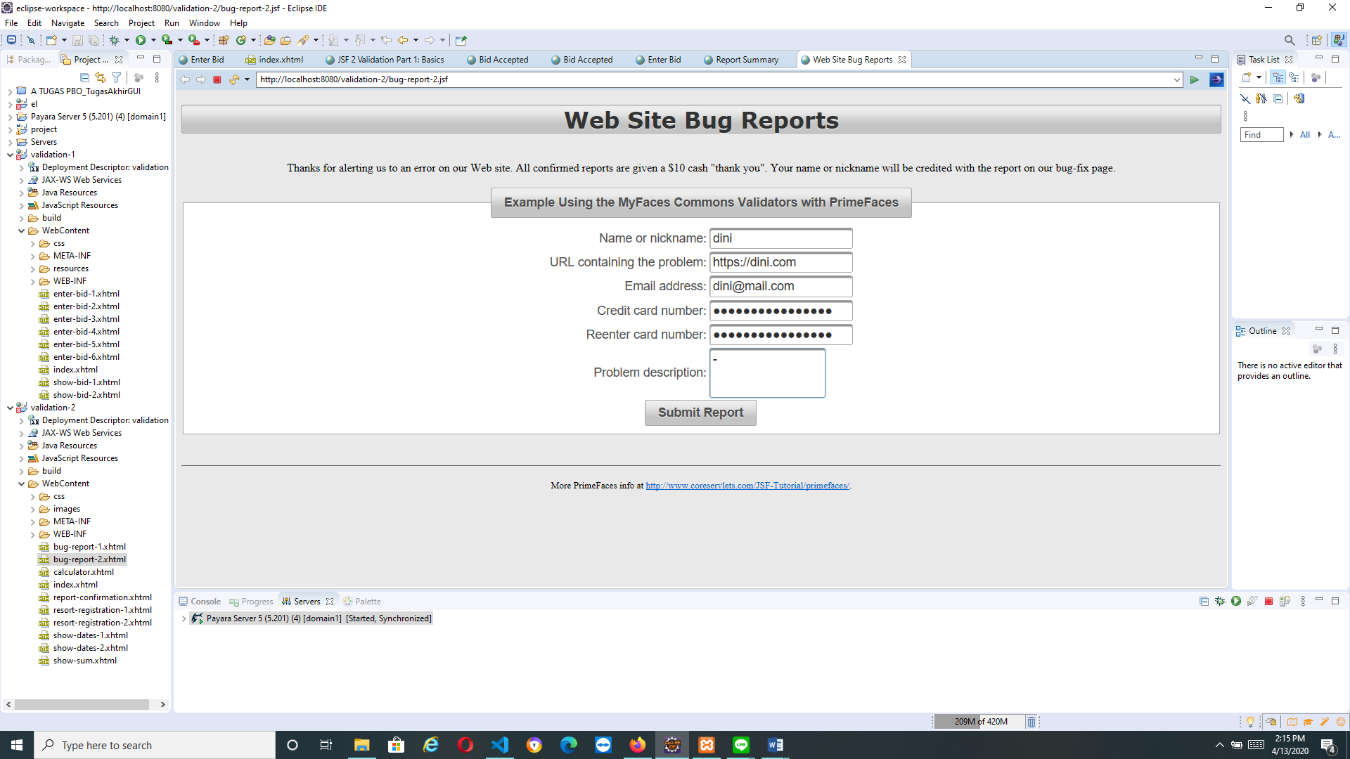 eclipse-workspace - http://localhost:8080/validation-2/bug-report-2.jsf - Eclipse IDE
File Edit Navigate Search Project Run Window Help
Packag... Project ...
A TUGAS PBO_TugasAkhirGUI
el
Payara Server 5 (5.201) (4) [domain1]
project
Servers
validation-1
Deployment Descriptor: validation
JAX-WS Web Services
Java Resources
JavaScript Resources
build
WebContent
css
META-INF
resources
WEB-INF
enter-bid-1.xhtml
enter-bid-2.xhtml
enter-bid-3.xhtml
enter-bid-4.xhtml
enter-bid-5.xhtml
enter-bid-6.xhtml
index.xhtml
show-bid-1.xhtml
show-bid-2.xhtml
validation-2
Deployment Descriptor: validation
JAX-WS Web Services
Java Resources
JavaScript Resources
build
WebContent
css
images
META-INF
WEB-INF
bug-report-1.xhtml
bug-report-2.xhtml
calculator.xhtml
index.xhtml
report-confirmation.xhtml
resort-registration-1.xhtml
resort-registration-2.xhtml
show-dates-1.xhtml
show-dates-2.xhtml
show-sum.xhtml
Enter Bid index.xhtml JSF 2 Validation Part 1: Basics Bid Accepted Bid Accepted Enter Bid Report Summary Web Site Bug Reports
http://localhost:8080/validation-2/bug-report-2.jsf
Web Site Bug Reports
Thanks for alerting us to an error on our Web site. All confirmed reports are given a $10 cash "thank you". Your name or nickname will be credited with the report on our bug-fix page.
Example Using the MyFaces Commons Validators with PrimeFaces
Name or nickname: dini
URL containing the problem: https://dini.com
Email address: dini@mail.com
Credit card number: ●●●●●●●●●●●●●●●●
Reenter card number: ●●●●●●●●●●●●●●●●
Problem description: -
Submit Report
More PrimeFaces info at http://www.coreservlets.com/JSF-Tutorial/primefaces/.
Console Progress Servers Palette
Payara Server 5 (5.201) (4) [domain1] [Started, Synchronized]
Task List
Find All A...
Outline
There is no active editor that
provides an outline.
209M of 420M
Type here to search
2:15 PM
4/13/2020
4